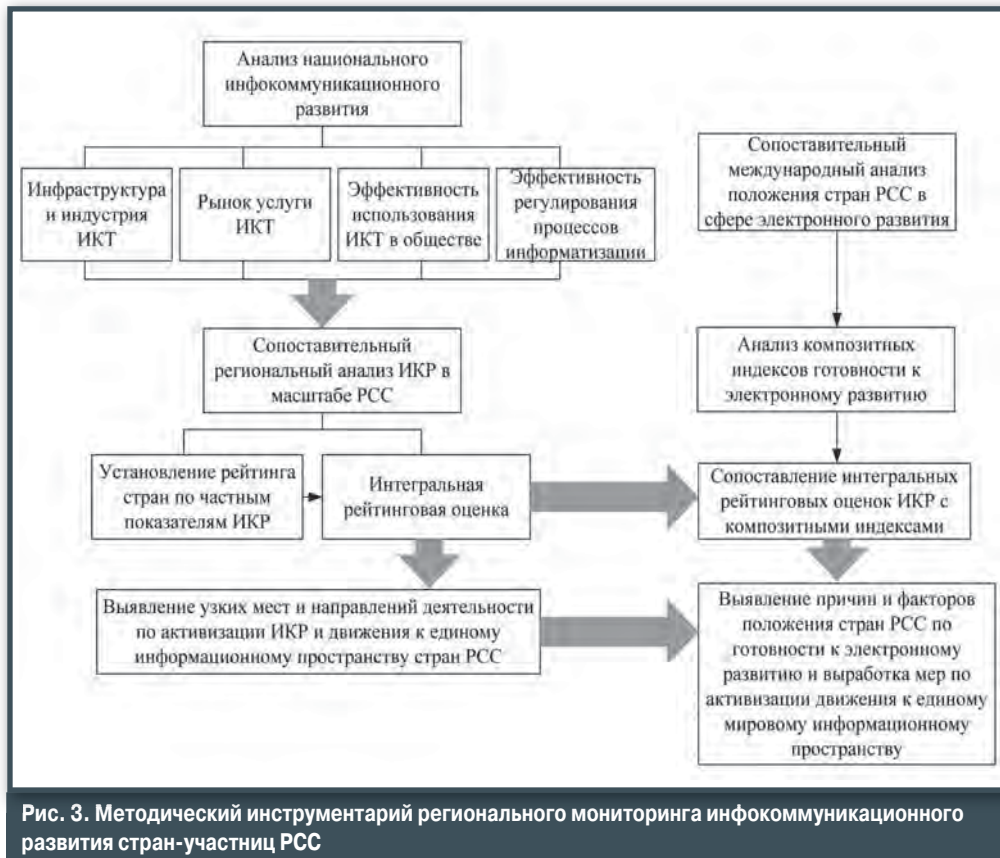 Анализ национального
инфокоммуникационного
развития
Инфраструктура
и индустрия
ИКТ
Рынок услуги
ИКТ
Эффективность
использования
ИКТ в обществе
Эффективность
регулирования
процессов
информатизации
Сопоставительный
региональный анализ ИКР в
масштабе РСС
Установление рейтинга
стран по частным
показателям ИКР
Интегральная
рейтинговая оценка
Выявление узких мест и направлений деятельности
по активизации ИКР и движения к единому
информационному пространству стран РСС
Сопоставительный
международный анализ
положения стран РСС в
сфере электронного развития
Анализ композитных
индексов готовности к
электронному развитию
Сопоставление интегральных
рейтинговых оценок ИКР с
композитными индексами
Выявление причин и факторов
положения стран РСС по
готовности к электронному
развитию и выработка мер по
активизации движения к единому
мировому информационному
пространству
Рис. 3. Методический инструментарий регионального мониторинга инфокоммуникационного
развития стран-участниц РСС